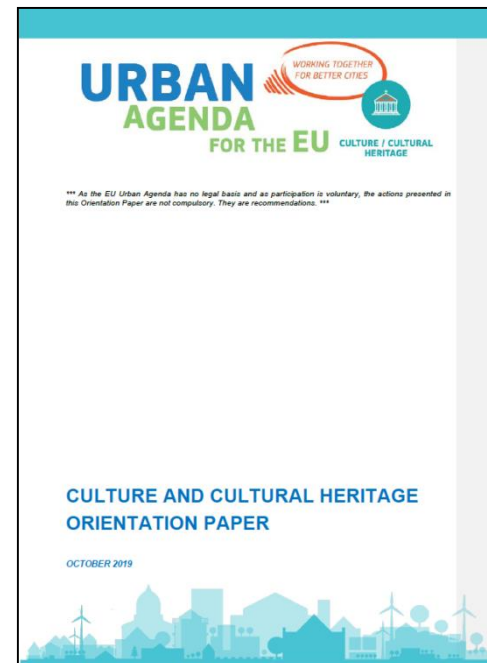 WORKING TOGETHER
FOR BETTER CITIES
URBAN
AGENDA
FOR THE EU
CULTURE / CULTURAL
HERITAGE
*** As the EU Urban Agenda has no legal basis and as participation is voluntary, the actions presented in
this Orientation Paper are not compulsory. They are recommendations. ***
CULTURE AND CULTURAL HERITAGE
ORIENTATION PAPER
OCTOBER 2019